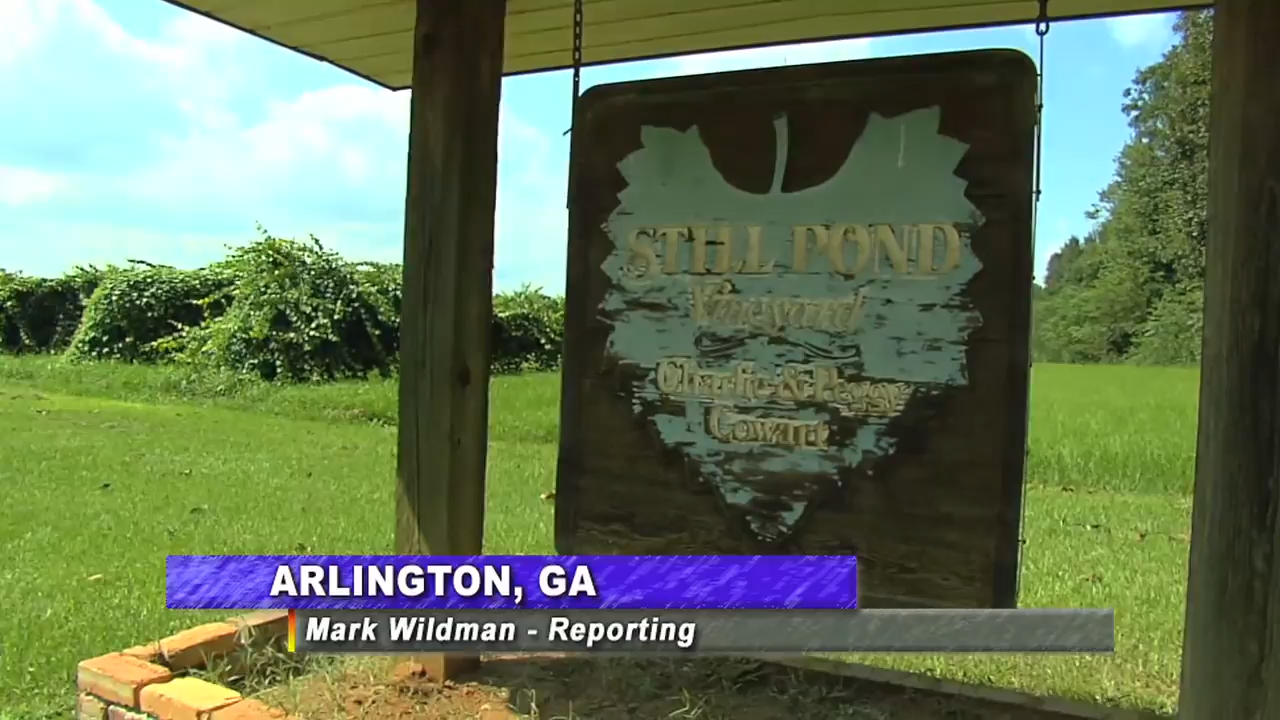 STILL POND
Vineyard
Charlie & Peggy
Cowart
ARLINGTON, GA
Mark Wildman - Reporting